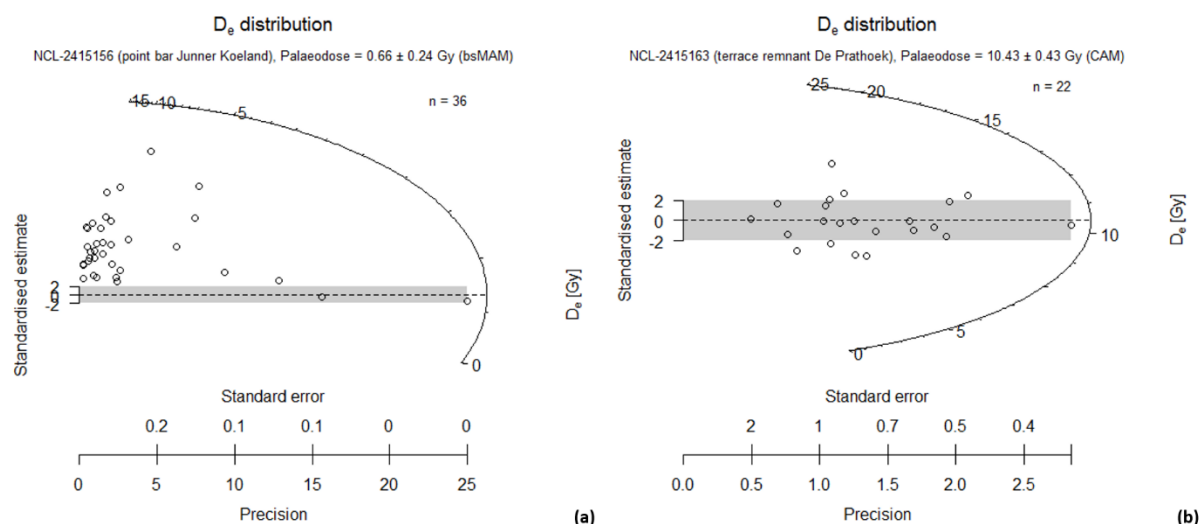 De distribution
NCL-2415156 (point bar Junner Koeland), Palaeodose = 0.66 ± 0.24 Gy (bsMAM)
n = 36
15
10
5
0
De [Gy]
Standardised estimate
2
0
-2
Standard error
0.2 0.1 0.1 0 0
0 5 10 15 20 25
Precision
(a)
De distribution
NCL-2415163 (terrace remnant De Prathoek), Palaeodose = 10.43 ± 0.43 Gy (CAM)
n = 22
25
20
15
10
5
0
De [Gy]
Standardised estimate
2
0
-2
Standard error
2 1 0.7 0.5 0.4
0.0 0.5 1.0 1.5 2.0 2.5
Precision
(b)